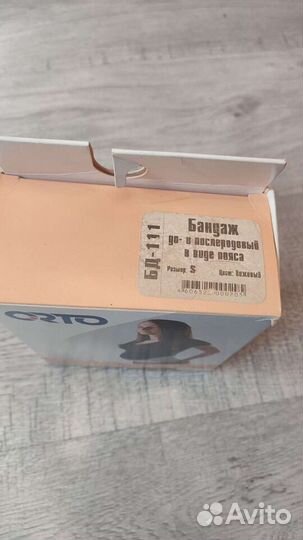 БД-111
Бандаж
до- и послеродовый
в виде пояса
Размер: S Цвет: Бежевый
ORTO
Avito